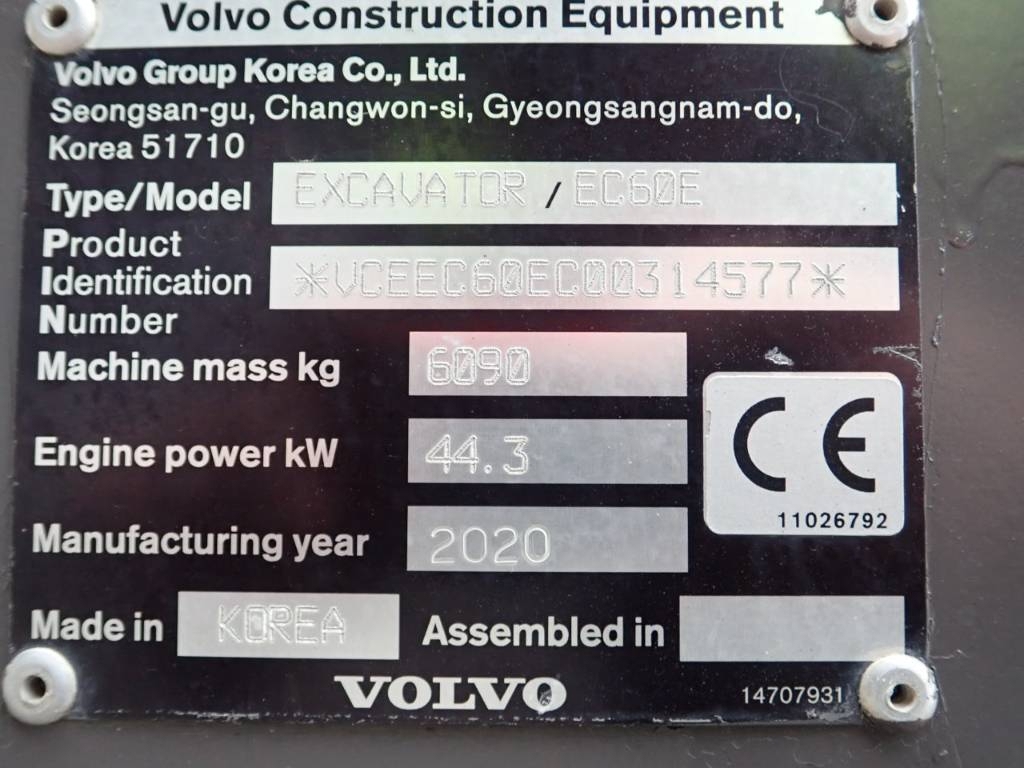 Volvo Construction Equipment
Volvo Group Korea Co., Ltd.
Seongsan-gu, Changwon-si, Gyeongsangnam-do,
Korea 51710
Type/Model EXCAVATOR / EC60E
Product
Identification *VCEEC60EC00314577*
Number
Machine mass kg 6090
Engine power kW 44.3
CE
11026792
Manufacturing year 2020
Made in KOREA Assembled in
VOLVO 14707931